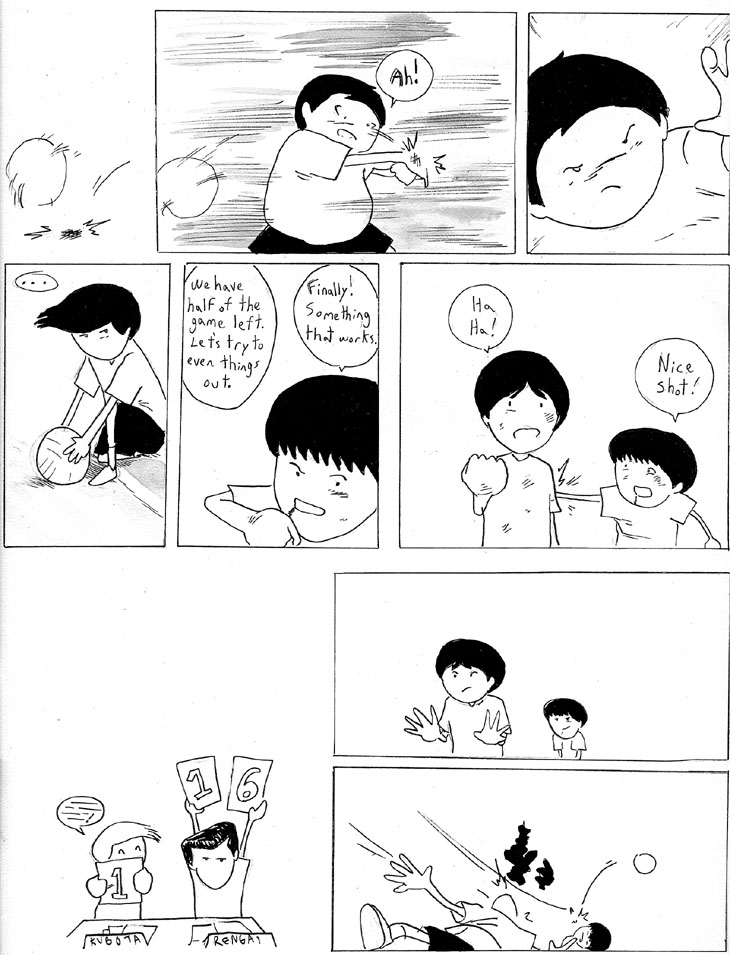 Ah!
...
We have
half of the
game left.
Let's try to
even things
out.
Finally!
Something
that works.
Ha
Ha!
Nice
shot!
1
1 6
KUBOTA
RENGAI